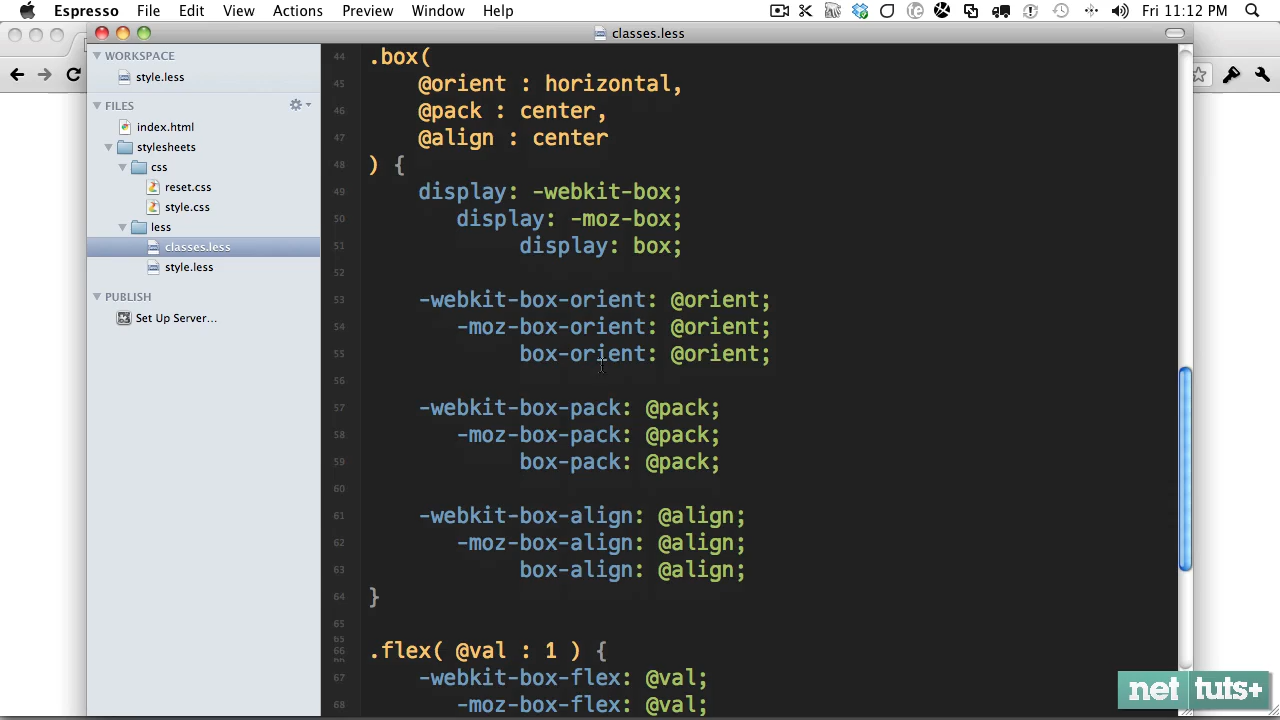 Espresso File Edit View Actions Preview Window Help Fri 11:12 PM
classes.less
WORKSPACE
style.less
FILES
index.html
stylesheets
css
reset.css
style.css
less
classes.less
style.less
PUBLISH
Set Up Server...
44 .box(
45 @orient : horizontal,
46 @pack : center,
47 @align : center
48 ) {
49 display: -webkit-box;
50 display: -moz-box;
51 display: box;
52
53 -webkit-box-orient: @orient;
54 -moz-box-orient: @orient;
55 box-orient: @orient;
56
57 -webkit-box-pack: @pack;
58 -moz-box-pack: @pack;
59 box-pack: @pack;
60
61 -webkit-box-align: @align;
62 -moz-box-align: @align;
63 box-align: @align;
64 }
65
66 .flex( @val : 1 ) {
67 -webkit-box-flex: @val;
68 -moz-box-flex: @val;
net tuts+